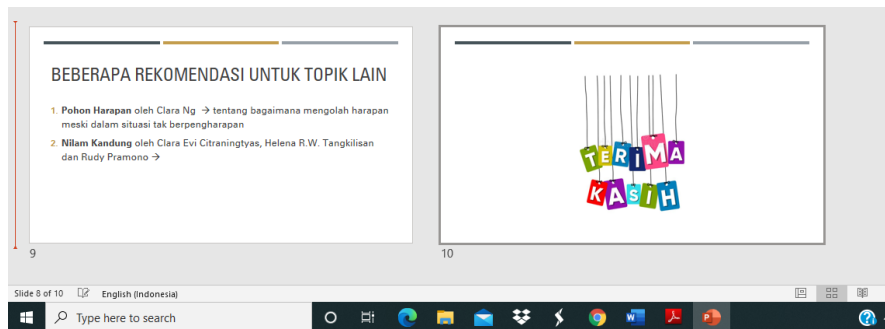 BEBERAPA REKOMENDASI UNTUK TOPIK LAIN
1. Pohon Harapan oleh Clara Ng → tentang bagaimana mengolah harapan
meski dalam situasi tak berpengharapan
2. Nilam Kandung oleh Clara Evi Citraningtyas, Helena R.W. Tangkilisan
dan Rudy Pramono →
9
TERIMA
KASIH
10
Slide 8 of 10 English (Indonesia)
Type here to search